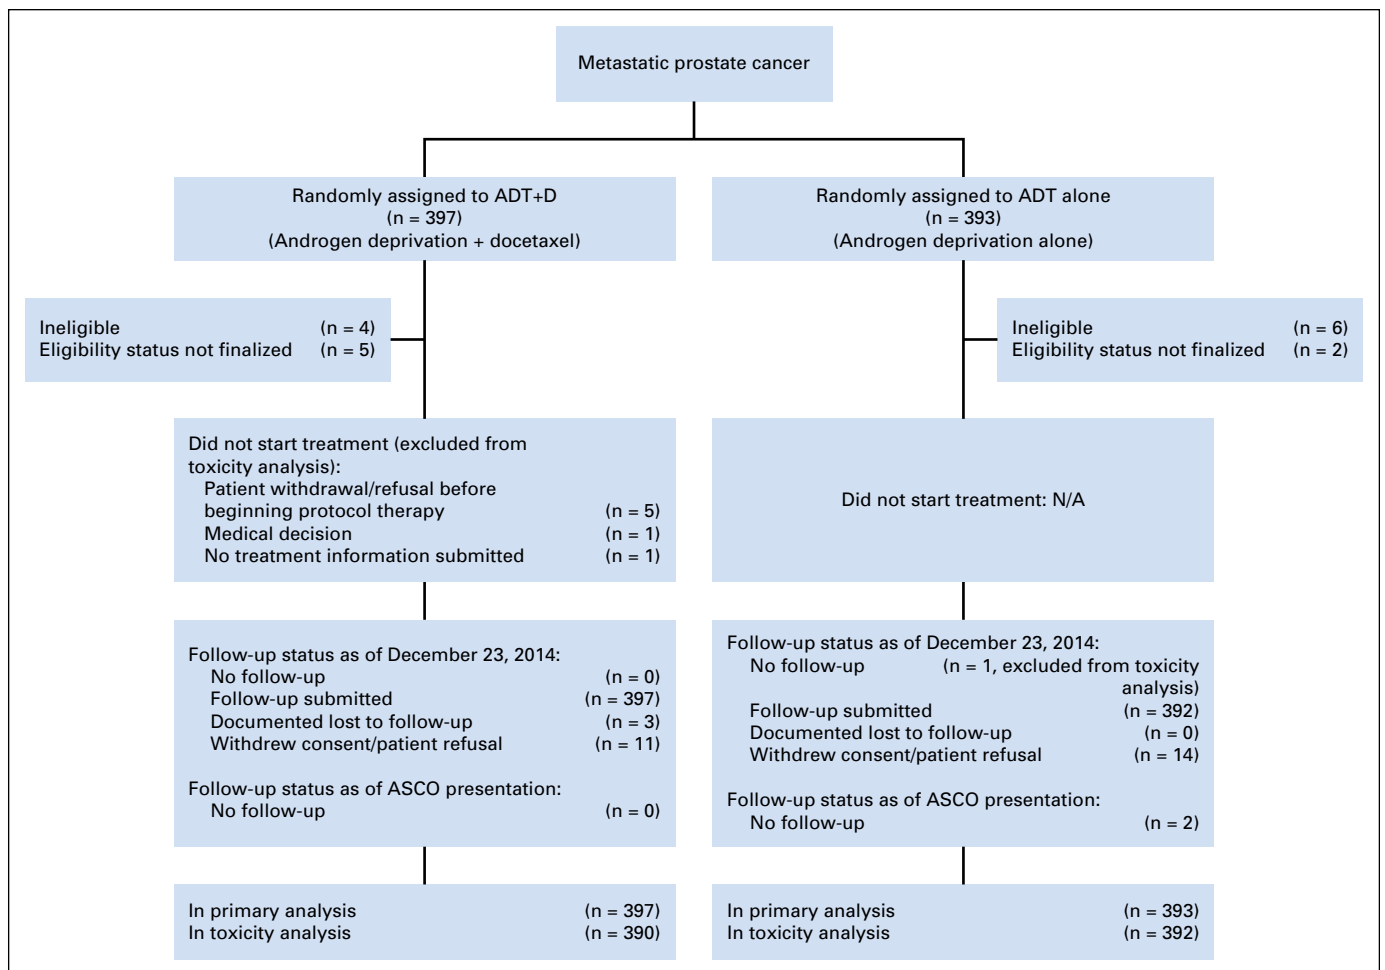 Metastatic prostate cancer
Randomly assigned to ADT+D
(n = 397)
(Androgen deprivation + docetaxel)
Randomly assigned to ADT alone
(n = 393)
(Androgen deprivation alone)
Ineligible (n = 4)
Eligibility status not finalized (n = 5)
Ineligible (n = 6)
Eligibility status not finalized (n = 2)
Did not start treatment (excluded from
toxicity analysis):
Patient withdrawal/refusal before
beginning protocol therapy (n = 5)
Medical decision (n = 1)
No treatment information submitted (n = 1)
Did not start treatment: N/A
Follow-up status as of December 23, 2014:
No follow-up (n = 0)
Follow-up submitted (n = 397)
Documented lost to follow-up (n = 3)
Withdrew consent/patient refusal (n = 11)
Follow-up status as of ASCO presentation:
No follow-up (n = 0)
Follow-up status as of December 23, 2014:
No follow-up (n = 1, excluded from toxicity
analysis)
Follow-up submitted (n = 392)
Documented lost to follow-up (n = 0)
Withdrew consent/patient refusal (n = 14)
Follow-up status as of ASCO presentation:
No follow-up (n = 2)
In primary analysis (n = 397)
In toxicity analysis (n = 390)
In primary analysis (n = 393)
In toxicity analysis (n = 392)